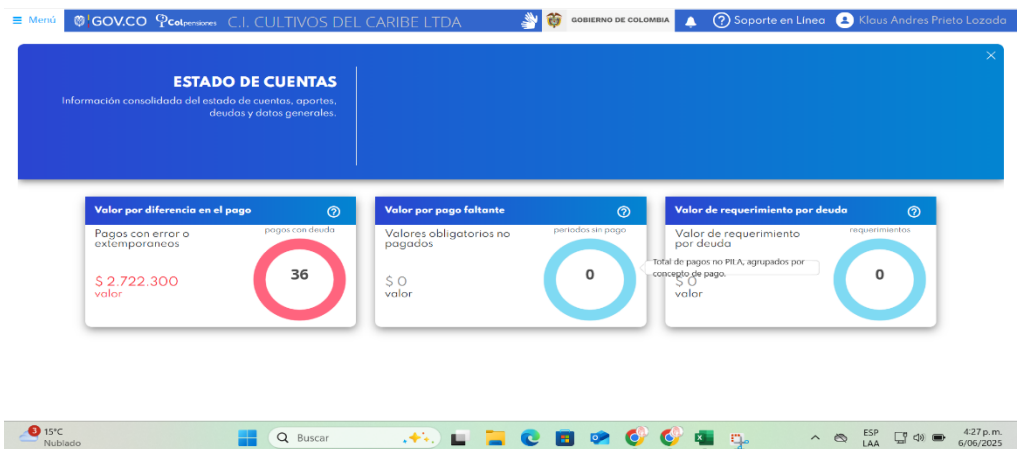 Menú GOV.CO Colpensiones C.I. CULTIVOS DEL CARIBE LTDA GOBIERNO DE COLOMBIA Soporte en Línea Klaus Andres Prieto Lozada
ESTADO DE CUENTAS
Información consolidada del estado de cuentas, aportes,
deudas y datos generales.
Valor por diferencia en el pago
Pagos con error o
extemporaneos
pagos con deuda
36
$ 2.722.300
valor
Valor por pago faltante
Valores obligatorios no
pagados
periodos sin pago
0
$ 0
valor
Valor de requerimiento por deuda
Valor de requerimiento
por deuda
requerimientos
Total de pagos no PILA, agrupados por
concepto de pago.
0
$ 0
valor
3 15°C
Nublado
Buscar
ESP
LAA
4:27 p.m.
6/06/2025